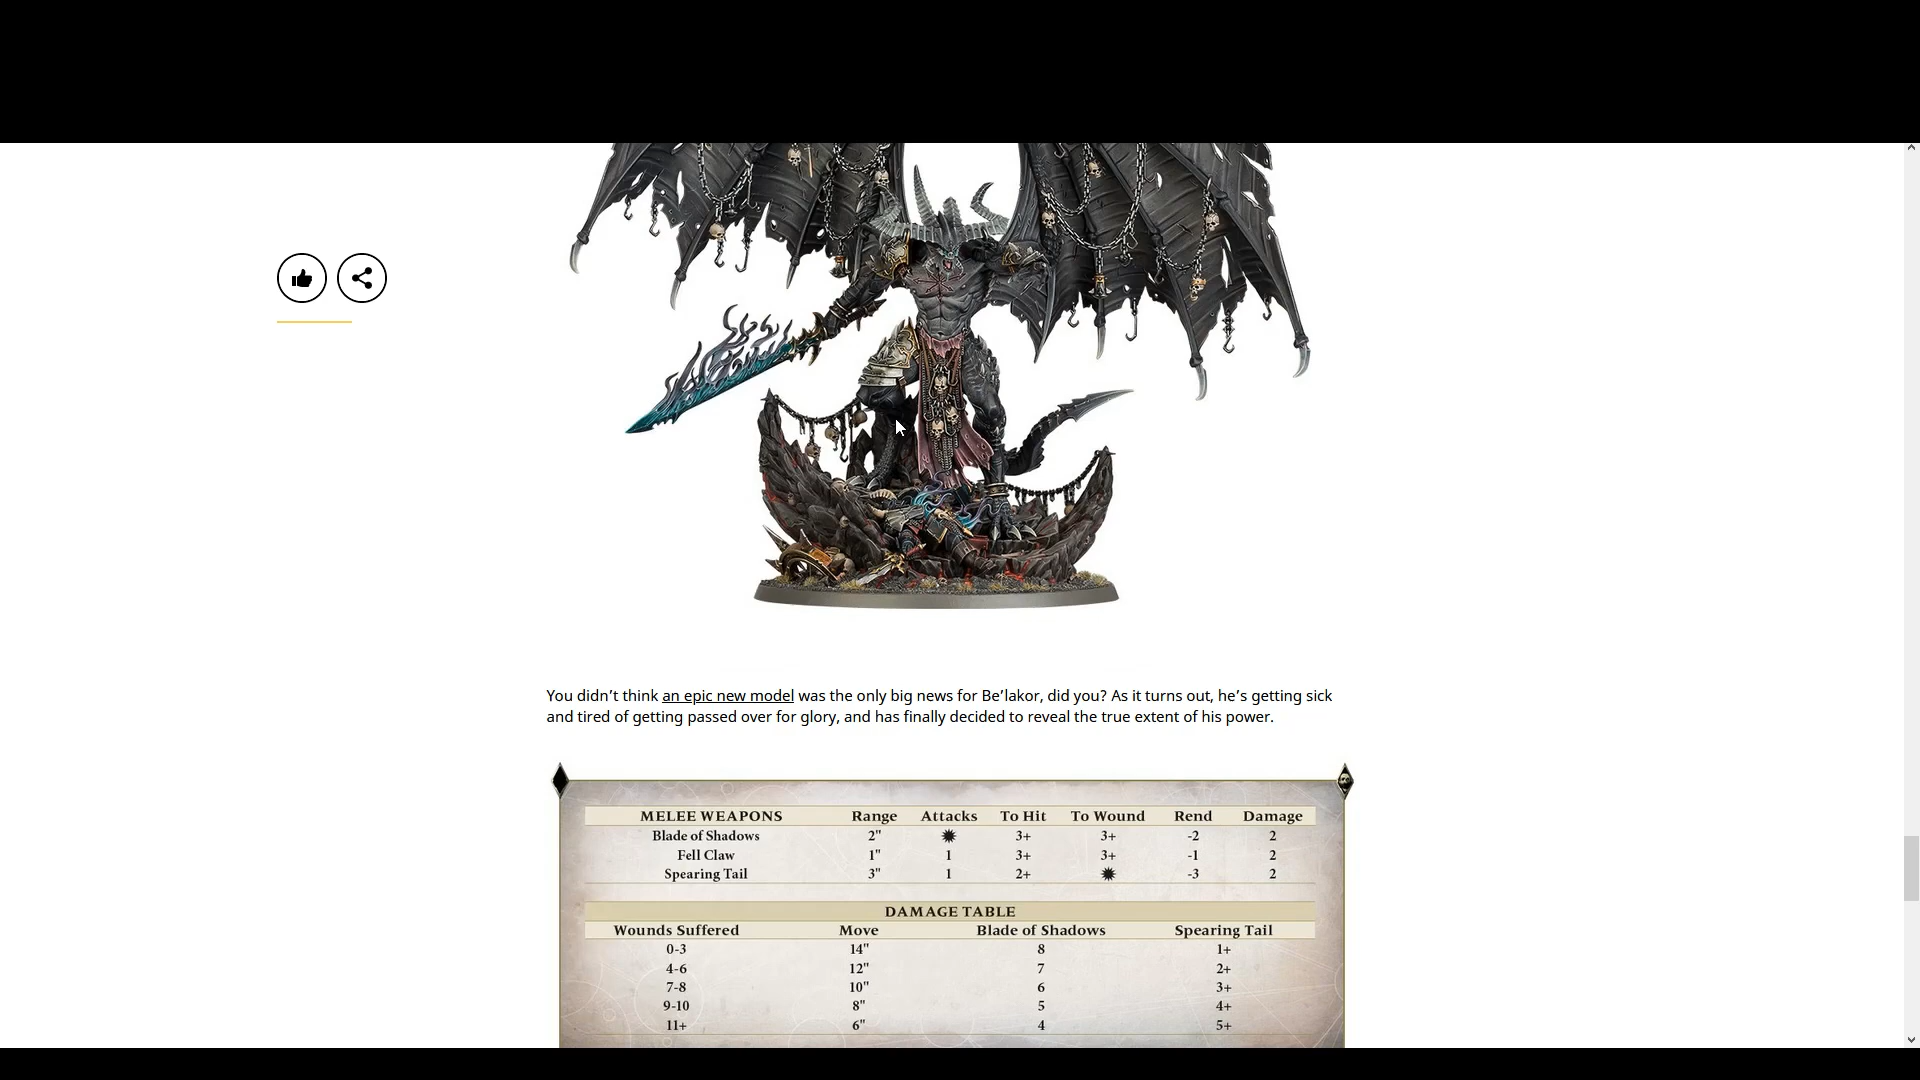 You didn’t think an epic new model was the only big news for Be’lakor, did you? As it turns out, he’s getting sick
and tired of getting passed over for glory, and has finally decided to reveal the true extent of his power.
MELEE WEAPONS Range Attacks To Hit To Wound Rend Damage
Blade of Shadows 2" ✹ 3+ 3+ -2 2
Fell Claw 1" 1 3+ 3+ -1 2
Spearing Tail 3" 1 2+ ✹ -3 2
DAMAGE TABLE
Wounds Suffered Move Blade of Shadows Spearing Tail
0-3 14" 8 1+
4-6 12" 7 2+
7-8 10" 6 3+
9-10 8" 5 4+
11+ 6" 4 5+